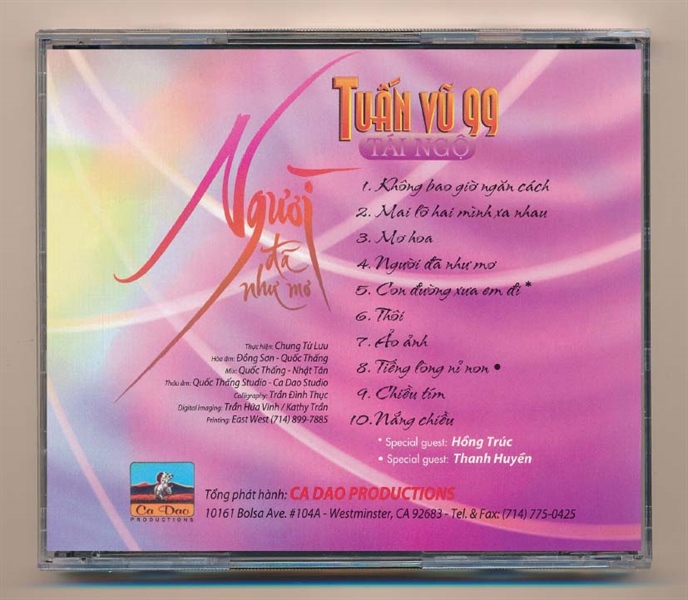 TUẤN VŨ 99
TÁI NGỘ
Người
đã
như mơ
1. Không bao giờ ngăn cách
2. Mai lỡ hai mình xa nhau
3. Mơ hoa
4. Người đã như mơ
5. Con đường xưa em đi *
6. Thôi
7. Ảo ảnh
8. Tiếng lòng nỉ non •
9. Chiều tím
10. Nắng chiều
* Special guest: Hồng Trúc
• Special guest: Thanh Huyền
Thực hiện: Chung Tử Lưu
Hòa âm: Đồng Sơn - Quốc Thắng
Mix: Quốc Thắng - Nhật Tân
Thâu âm: Quốc Thắng Studio - Ca Dao Studio
Calligraphy: Trần Đình Thục
Digital Imaging: Trần Hứa Vinh / Kathy Trần
Printing: East West (714) 899-7885
Ca Dao
PRODUCTIONS
Tổng phát hành: CA DAO PRODUCTIONS
10161 Bolsa Ave. #104A - Westminster, CA 92683 - Tel. & Fax: (714) 775-0425